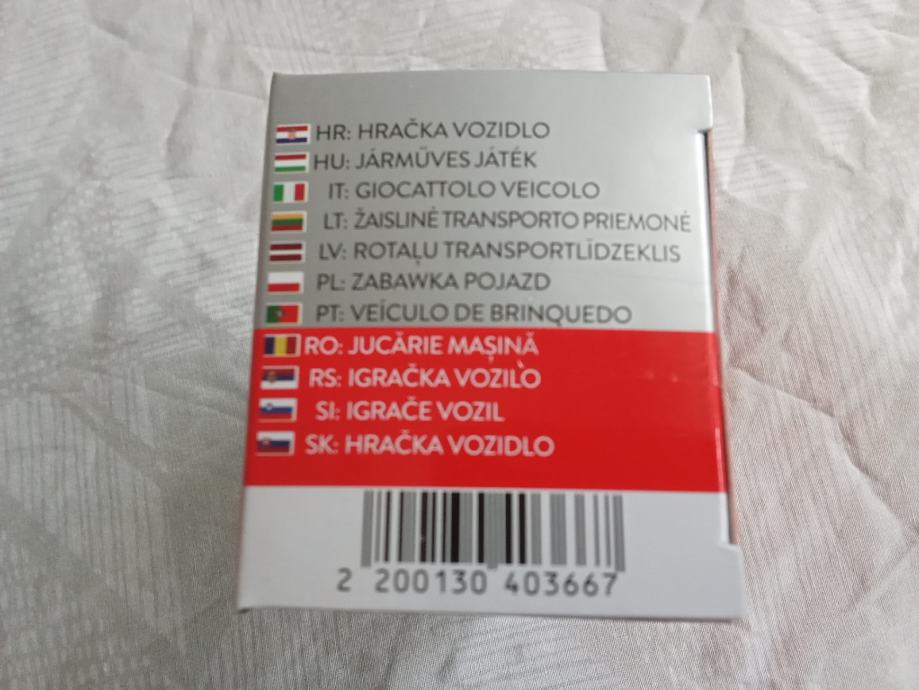 HR: HRAČKA VOZIDLO
HU: JÁRMŰVES JÁTÉK
IT: GIOCATTOLO VEICOLO
LT: ŽAISLINĖ TRANSPORTO PRIEMONĖ
LV: ROTAĻU TRANSPORTLĪDZEKLIS
PL: ZABAWKA POJAZD
PT: VEÍCULO DE BRINQUEDO
RO: JUCĂRIE MAȘINĂ
RS: IGRAČKA VOZILO
SI: IGRAČE VOZIL
SK: HRAČKA VOZIDLO
2 200130 403667